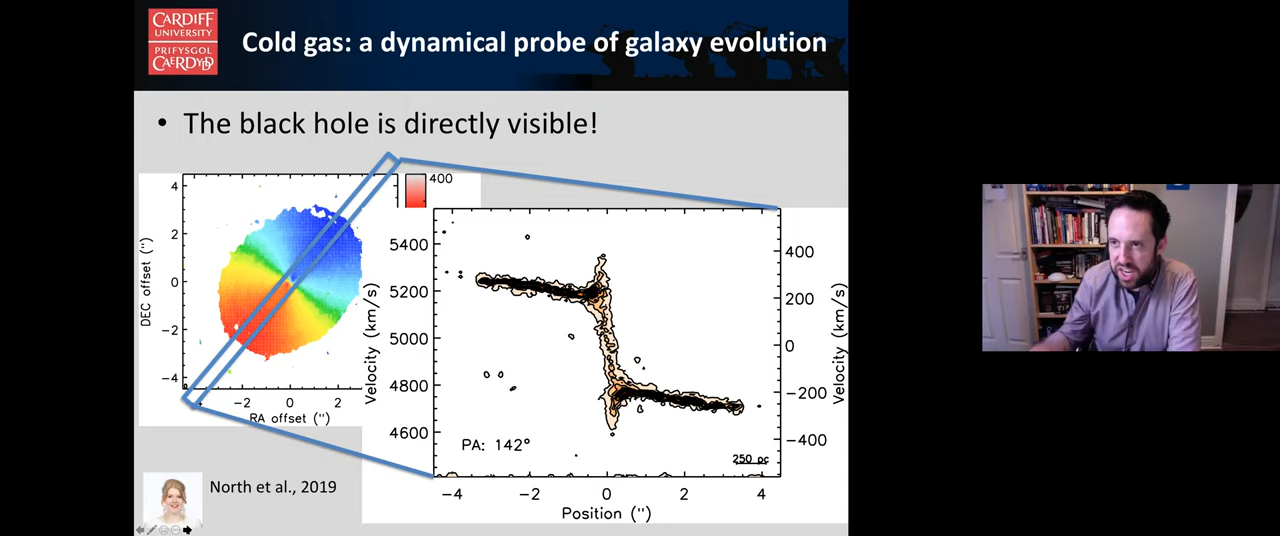 CARDIFF
UNIVERSITY
PRIFYSGOL
CAERDYDD
Cold gas: a dynamical probe of galaxy evolution
• The black hole is directly visible!
400
4
2
0
−2
−4
DEC offset ('')
−2 0 2
RA offset ('')
5400
5200
5000
4800
4600
Velocity (km/s)
400
200
0
−200
−400
Velocity (km/s)
PA: 142°
250 pc
−4 −2 0 2 4
Position ('')
North et al., 2019